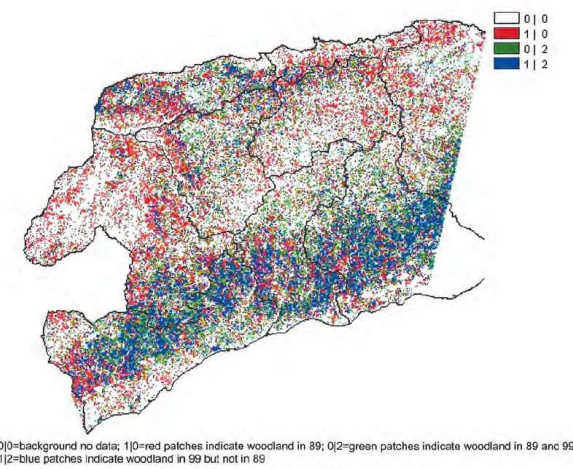 0 | 0
1 | 0
0 | 2
1 | 2
0|0=background no data; 1|0=red patches indicate woodland in 89; 0|2=green patches indicate woodland in 89 and 99
1|2=blue patches indicate woodland in 99 but not in 89